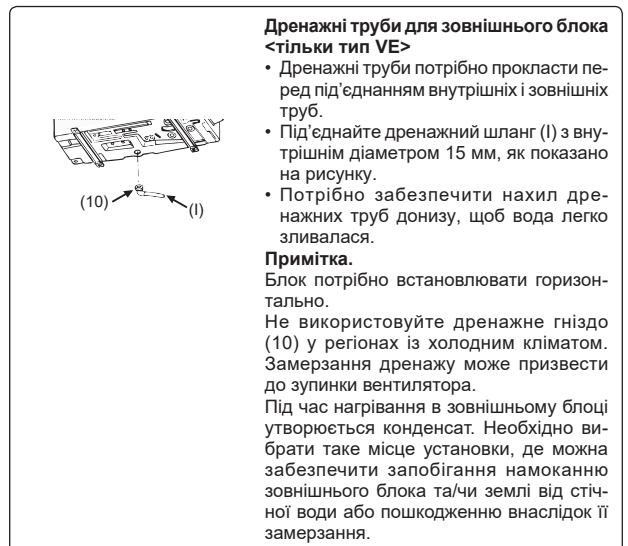 Дренажні труби для зовнішнього блока
<тільки тип VE>
• Дренажні труби потрібно прокласти пе-
ред під’єднанням внутрішніх і зовнішніх
труб.
• Під’єднайте дренажний шланг (I) з вну-
трішнім діаметром 15 мм, як показано
на рисунку.
• Потрібно забезпечити нахил дре-
нажних труб донизу, щоб вода легко
зливалася.
Примітка.
Блок потрібно встановлювати горизон-
тально.
Не використовуйте дренажне гніздо
(10) у регіонах із холодним кліматом.
Замерзання дренажу може призвести
до зупинки вентилятора.
Під час нагрівання в зовнішньому блоці
утворюється конденсат. Необхідно ви-
брати таке місце установки, де можна
забезпечити запобігання намоканню
зовнішнього блока та/чи землі від стіч-
ної води або пошкодженню внаслідок її
замерзання.
(10)
(I)